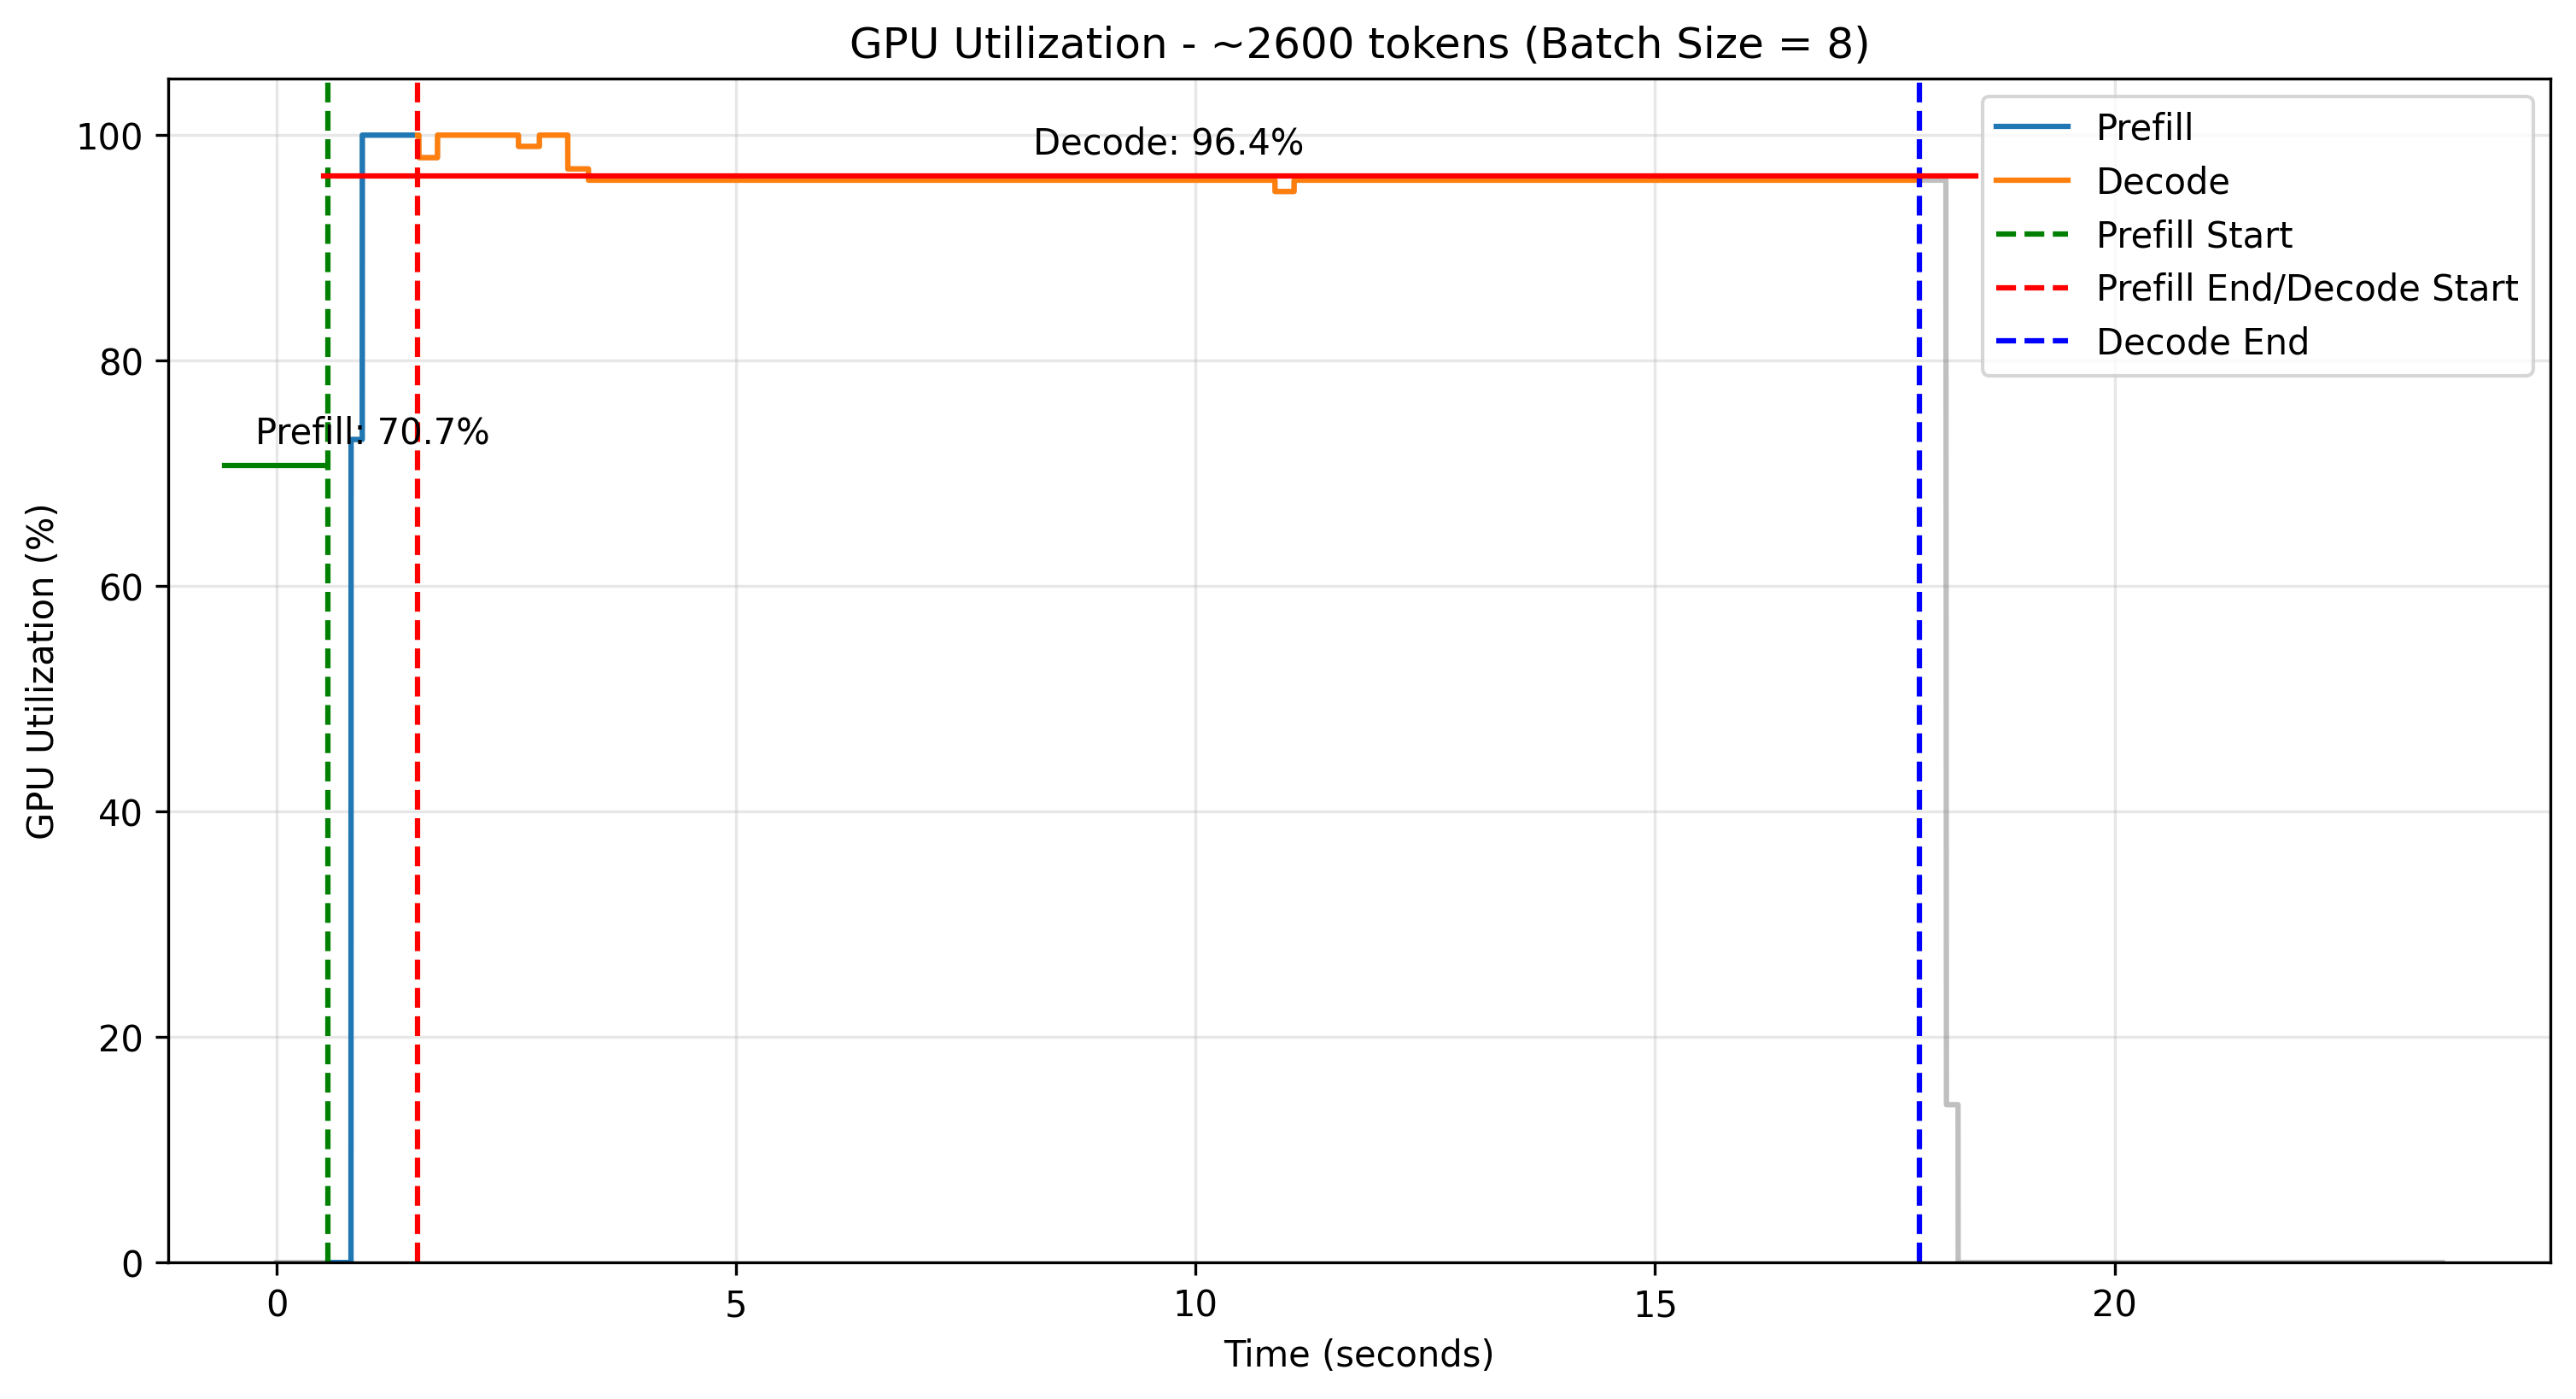 GPU Utilization - ~2600 tokens (Batch Size = 8)
GPU Utilization (%)
100
80
60
40
20
0
Decode: 96.4%
Prefill: 70.7%
Prefill
Decode
Prefill Start
Prefill End/Decode Start
Decode End
0
5
10
15
20
Time (seconds)